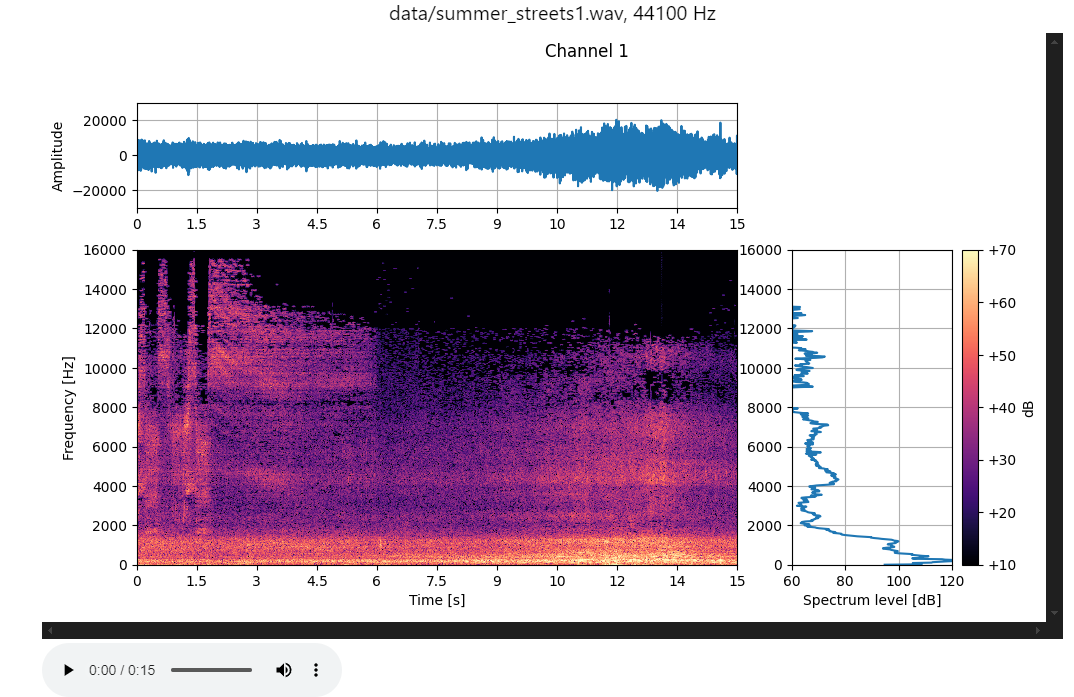 data/summer_streets1.wav, 44100 Hz
Channel 1
Amplitude
20000
0
−20000
0 1.5 3 4.5 6 7.5 9 10 12 14 15
Frequency [Hz]
16000
14000
12000
10000
8000
6000
4000
2000
0
0 1.5 3 4.5 6 7.5 9 10 12 14 15
Time [s]
16000
14000
12000
10000
8000
6000
4000
2000
0
60 80 100 120
Spectrum level [dB]
+70
+60
+50
+40
+30
+20
+10
dB
0:00 / 0:15